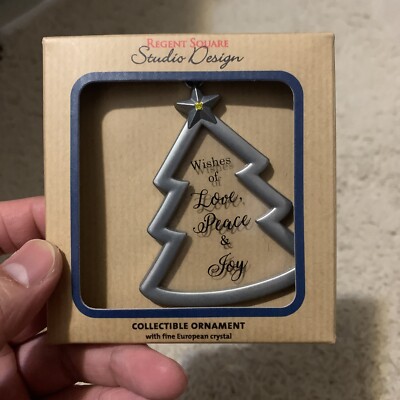 REGENT SQUARE
Studio Design
Wishes
of
Love,
Peace
&
Joy
COLLECTIBLE ORNAMENT
with fine European crystal